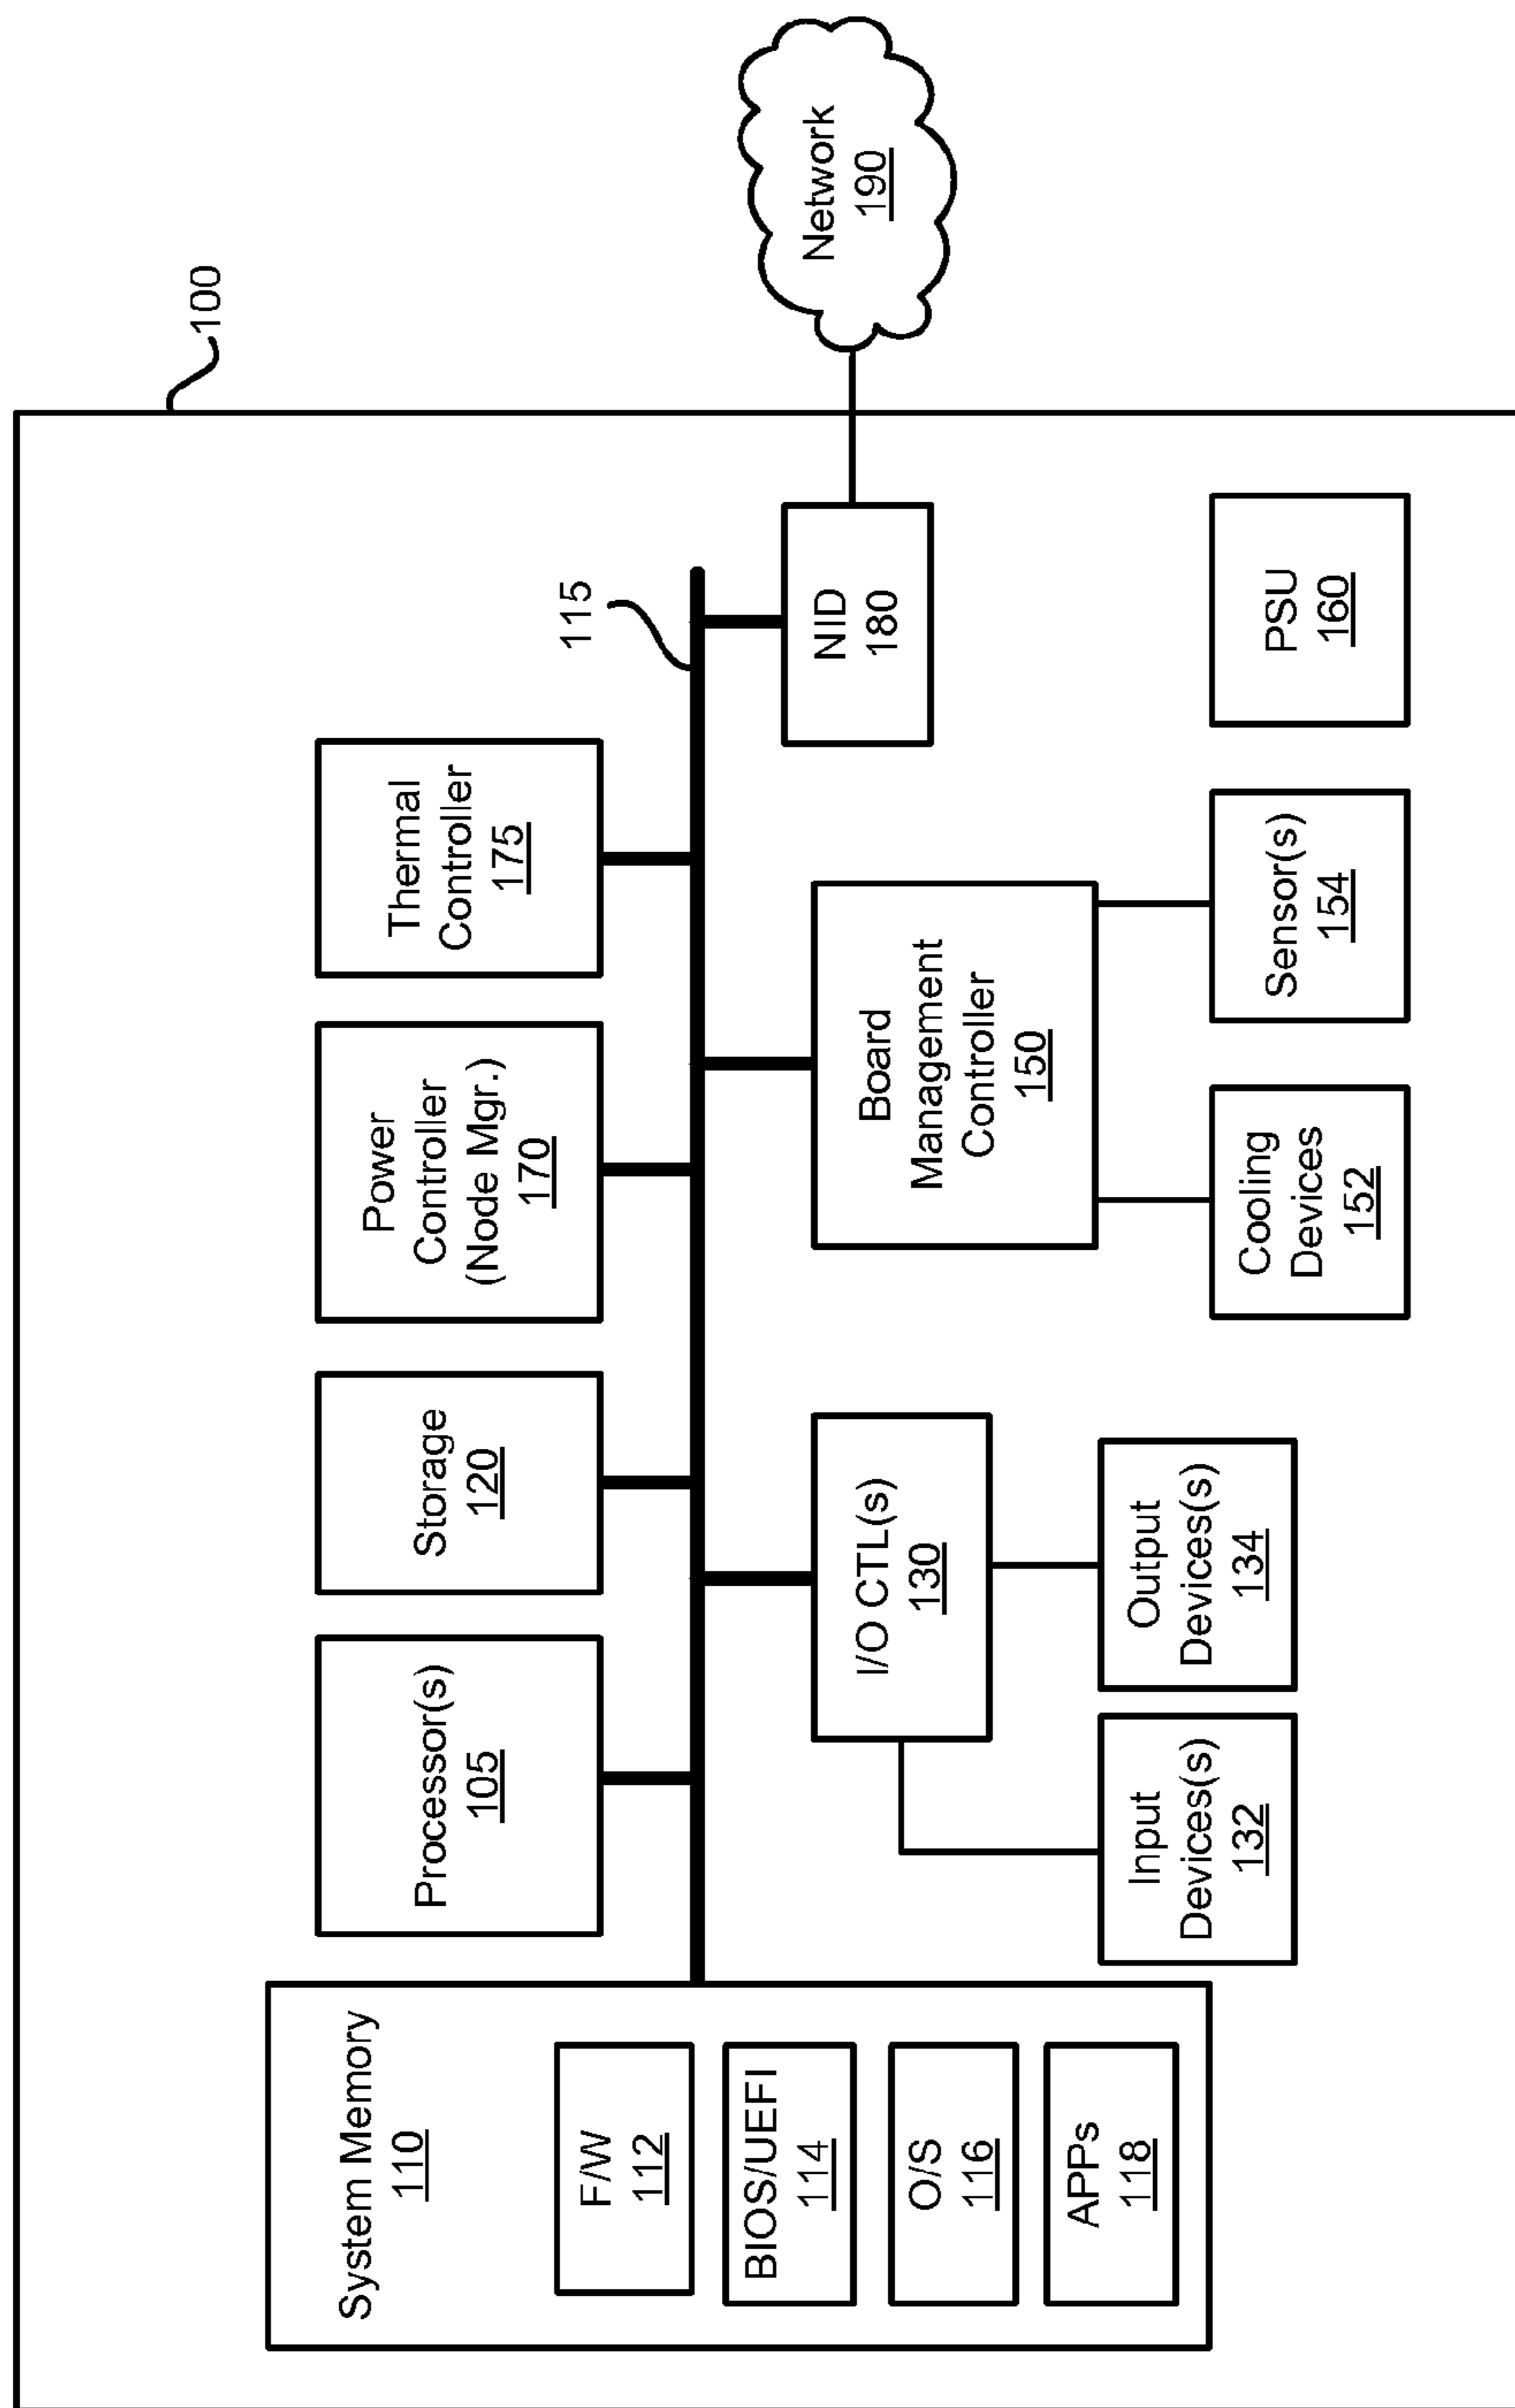 100
System Memory
110
F/W
112
BIOS/UEFI
114
O/S
116
APPs
118
Processor(s)
105
Storage
120
Power
Controller
(Node Mgr.)
170
Thermal
Controller
175
115
I/O CTL(s)
130
Board
Management
Controller
150
NID
180
Network
190
Input
Devices(s)
132
Output
Devices(s)
134
Cooling
Devices
152
Sensor(s)
154
PSU
160